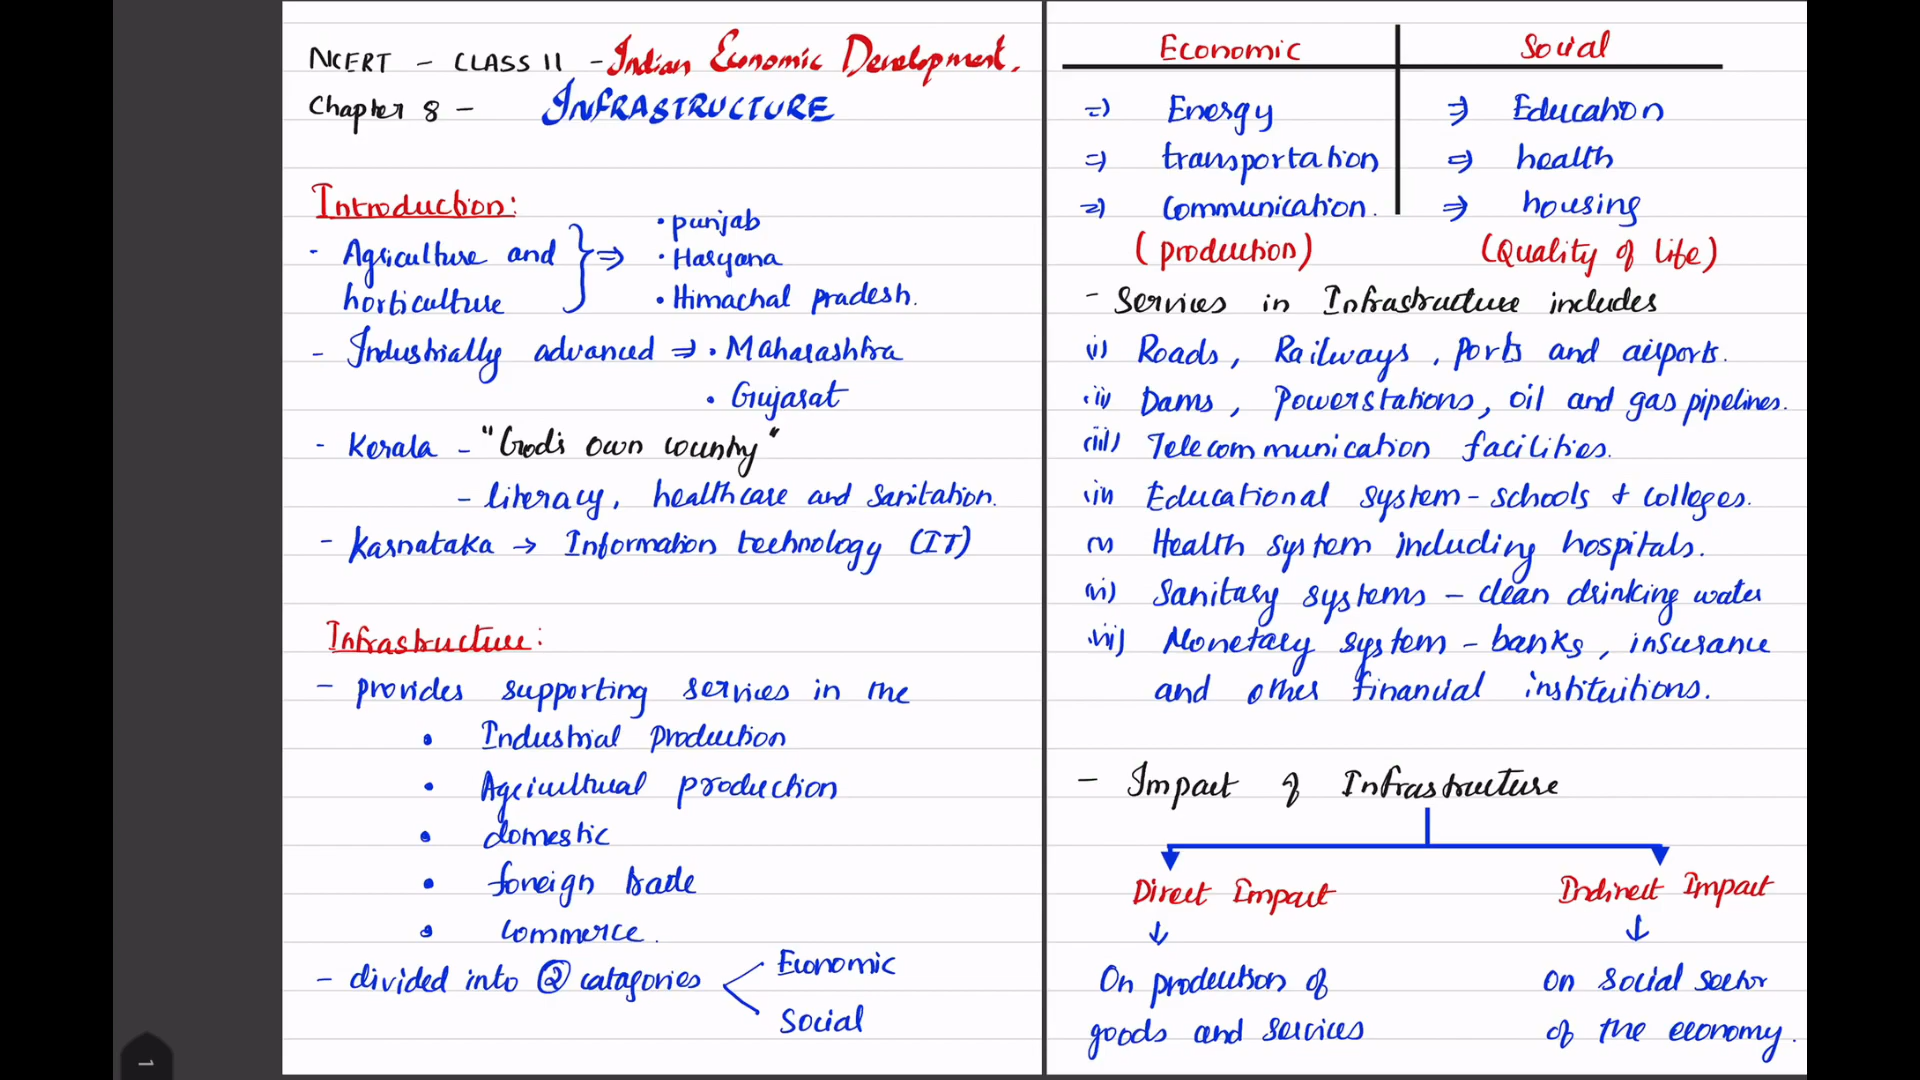 NCERT - CLASS 11 - Indian Economic Development.
Chapter 8 - INFRASTRUCTURE
Introduction:
- Agriculture and horticulture } ⇒
• punjab
• Haryana
• Himachal pradesh.
- Industrially advanced ⇒ • Maharashtra
• Gujarat
- Kerala - "God's own country"
- literacy, healthcare and sanitation.
- Karnataka → Information technology (IT)
Infrastructure:
- provides supporting services in the
• Industrial production
• Agricultural production
• domestic
• foreign trade
• commerce.
- divided into ② catagories < Economic
Social
Economic | Social
⇒ Energy | ⇒ Education
⇒ transportation | ⇒ health
⇒ communication. | ⇒ housing
(production) (Quality of life)
- Services in Infrastructure includes
(i) Roads, Railways, ports and airports.
(ii) Dams, powerstations, oil and gas pipelines.
(iii) Telecommunication facilities.
(iv) Educational system - schools + colleges.
(v) Health system including hospitals.
(vi) Sanitary systems - clean drinking water
(vii) Monetary system - banks, insurance
and other financial instituitions.
- Impact of Infrastructure
Direct Impact Indirect Impact
↓ ↓
On production of On social sector
goods and services of the economy.
1